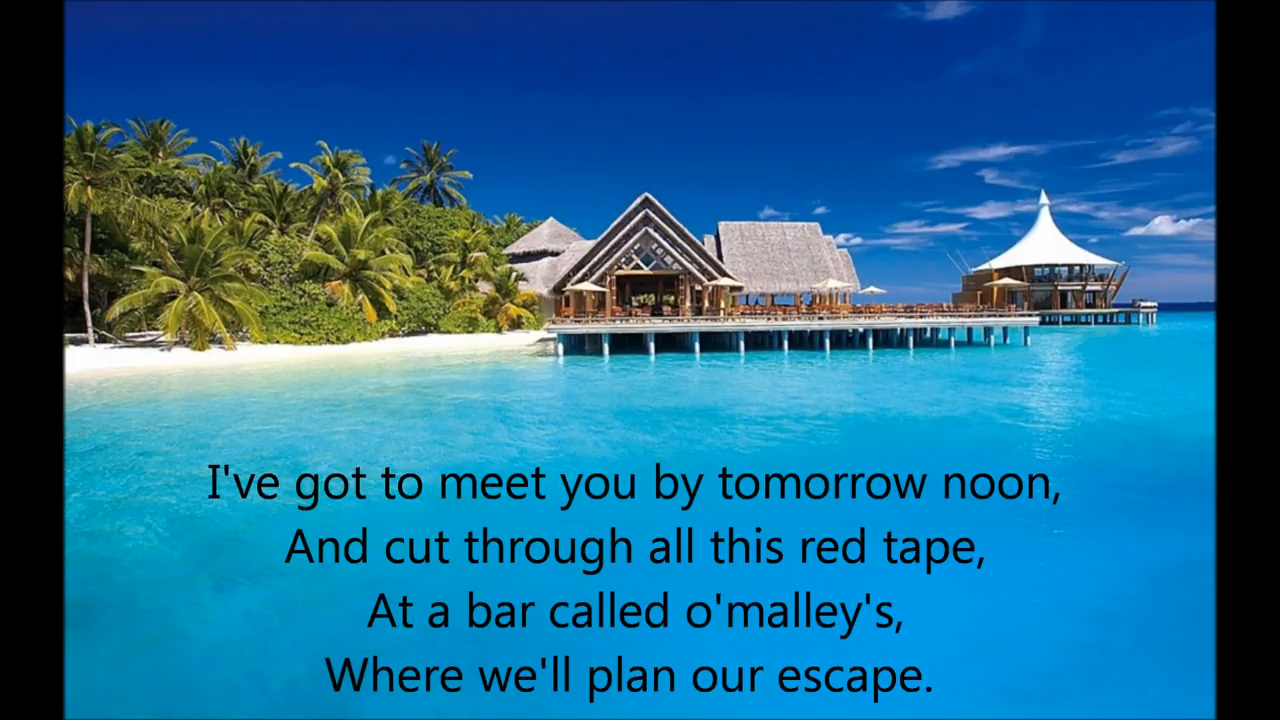 I've got to meet you by tomorrow noon,
And cut through all this red tape,
At a bar called o'malley's,
Where we'll plan our escape.